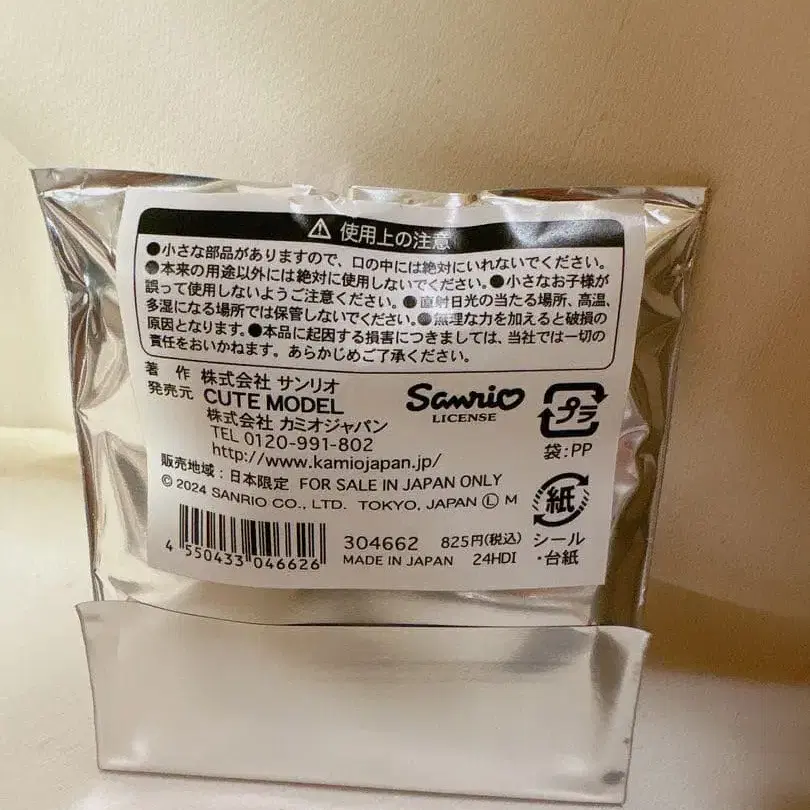 ⚠ 使用上の注意
●小さな部品がありますので、口の中には絶対にいれないでください。
●本来の用途以外には絶対に使用しないでください。●小さなお子様が
誤って使用しないようご注意ください。●直射日光の当たる場所、高温、
多湿になる場所では保管しないでください。●無理な力を加えると破損の
原因となります。●本品に起因する損害につきましては、当社では一切の
責任をおいかねます。あらかじめご了承ください。
著 作 株式会社 サンリオ
発売元 CUTE MODEL
株式会社 カミオジャパン
TEL 0120-991-802
http://www.kamiojapan.jp/
Sanrio
LICENSE
プラ
袋:PP
販売地域:日本限定 FOR SALE IN JAPAN ONLY
© 2024 SANRIO CO., LTD. TOKYO, JAPAN Ⓛ M
紙
シール
・台紙
4 550433 046626
304662 825円(税込)
MADE IN JAPAN 24HDI